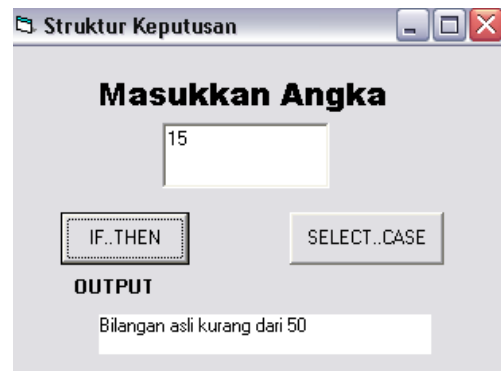 Struktur Keputusan
Masukkan Angka
15
IF..THEN
SELECT..CASE
OUTPUT
Bilangan asli kurang dari 50